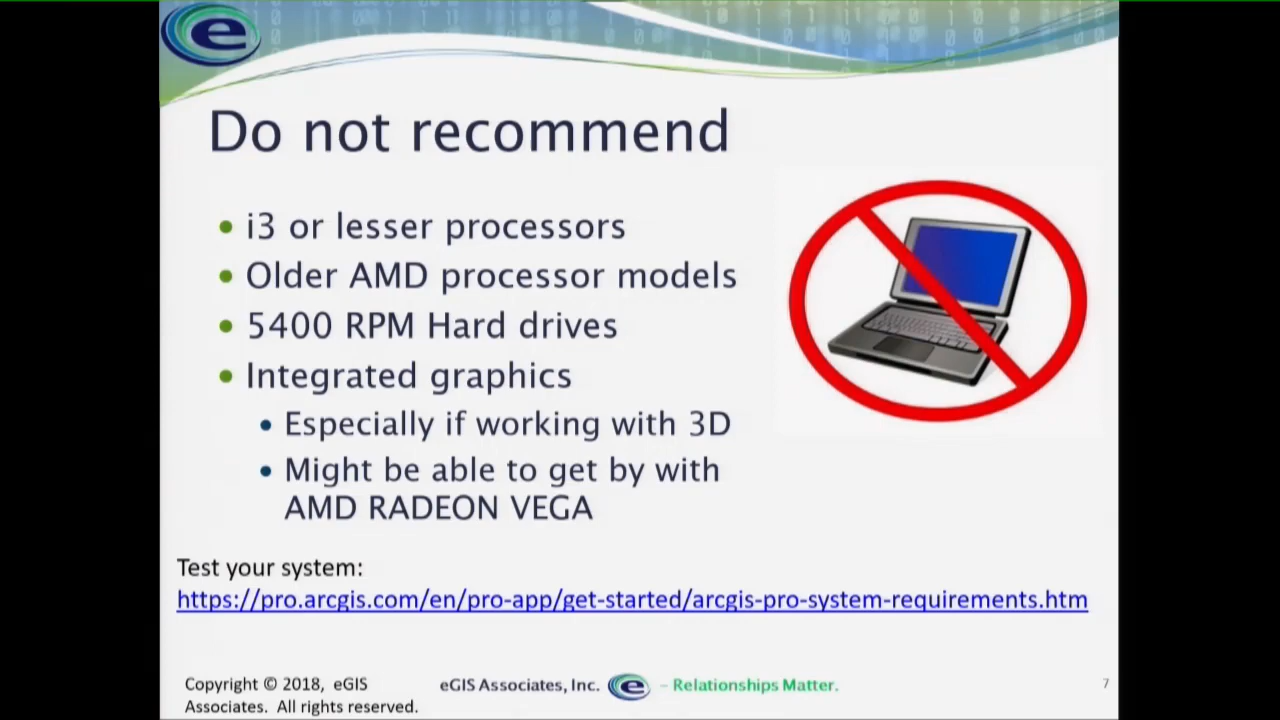 e
Do not recommend
• i3 or lesser processors
• Older AMD processor models
• 5400 RPM Hard drives
• Integrated graphics
• Especially if working with 3D
• Might be able to get by with
AMD RADEON VEGA
Test your system:
https://pro.arcgis.com/en/pro-app/get-started/arcgis-pro-system-requirements.htm
Copyright © 2018, eGIS
Associates. All rights reserved.
eGIS Associates, Inc. e – Relationships Matter.
7